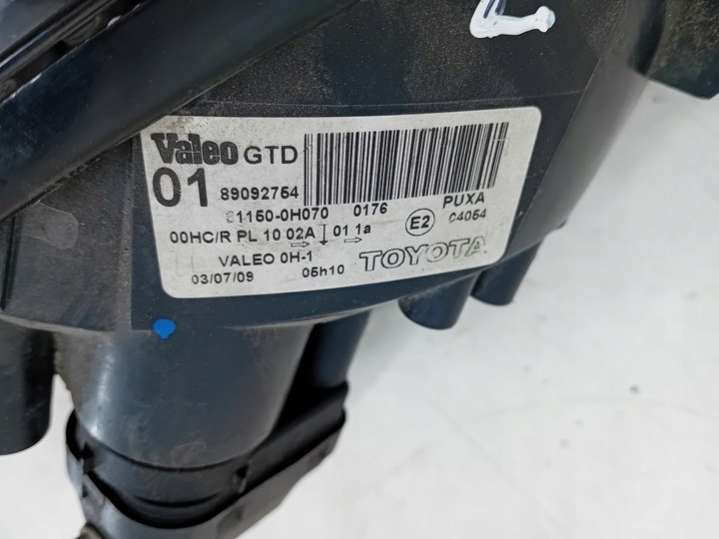 L
Valeo GTD
01 89092754
81150-0H070 0176 PUXA
00HC/R PL 10 02A ↓ 01 1a E2 04054
→ →
VALEO 0H-1 TOYOTA
03/07/09 05h10